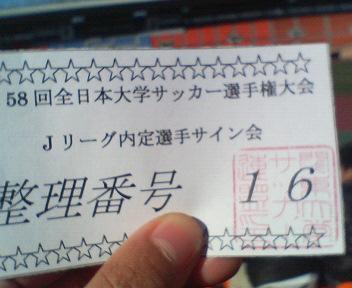 58回全日本大学サッカー選手権大会
Jリーグ内定選手サイン会
整理番号 16